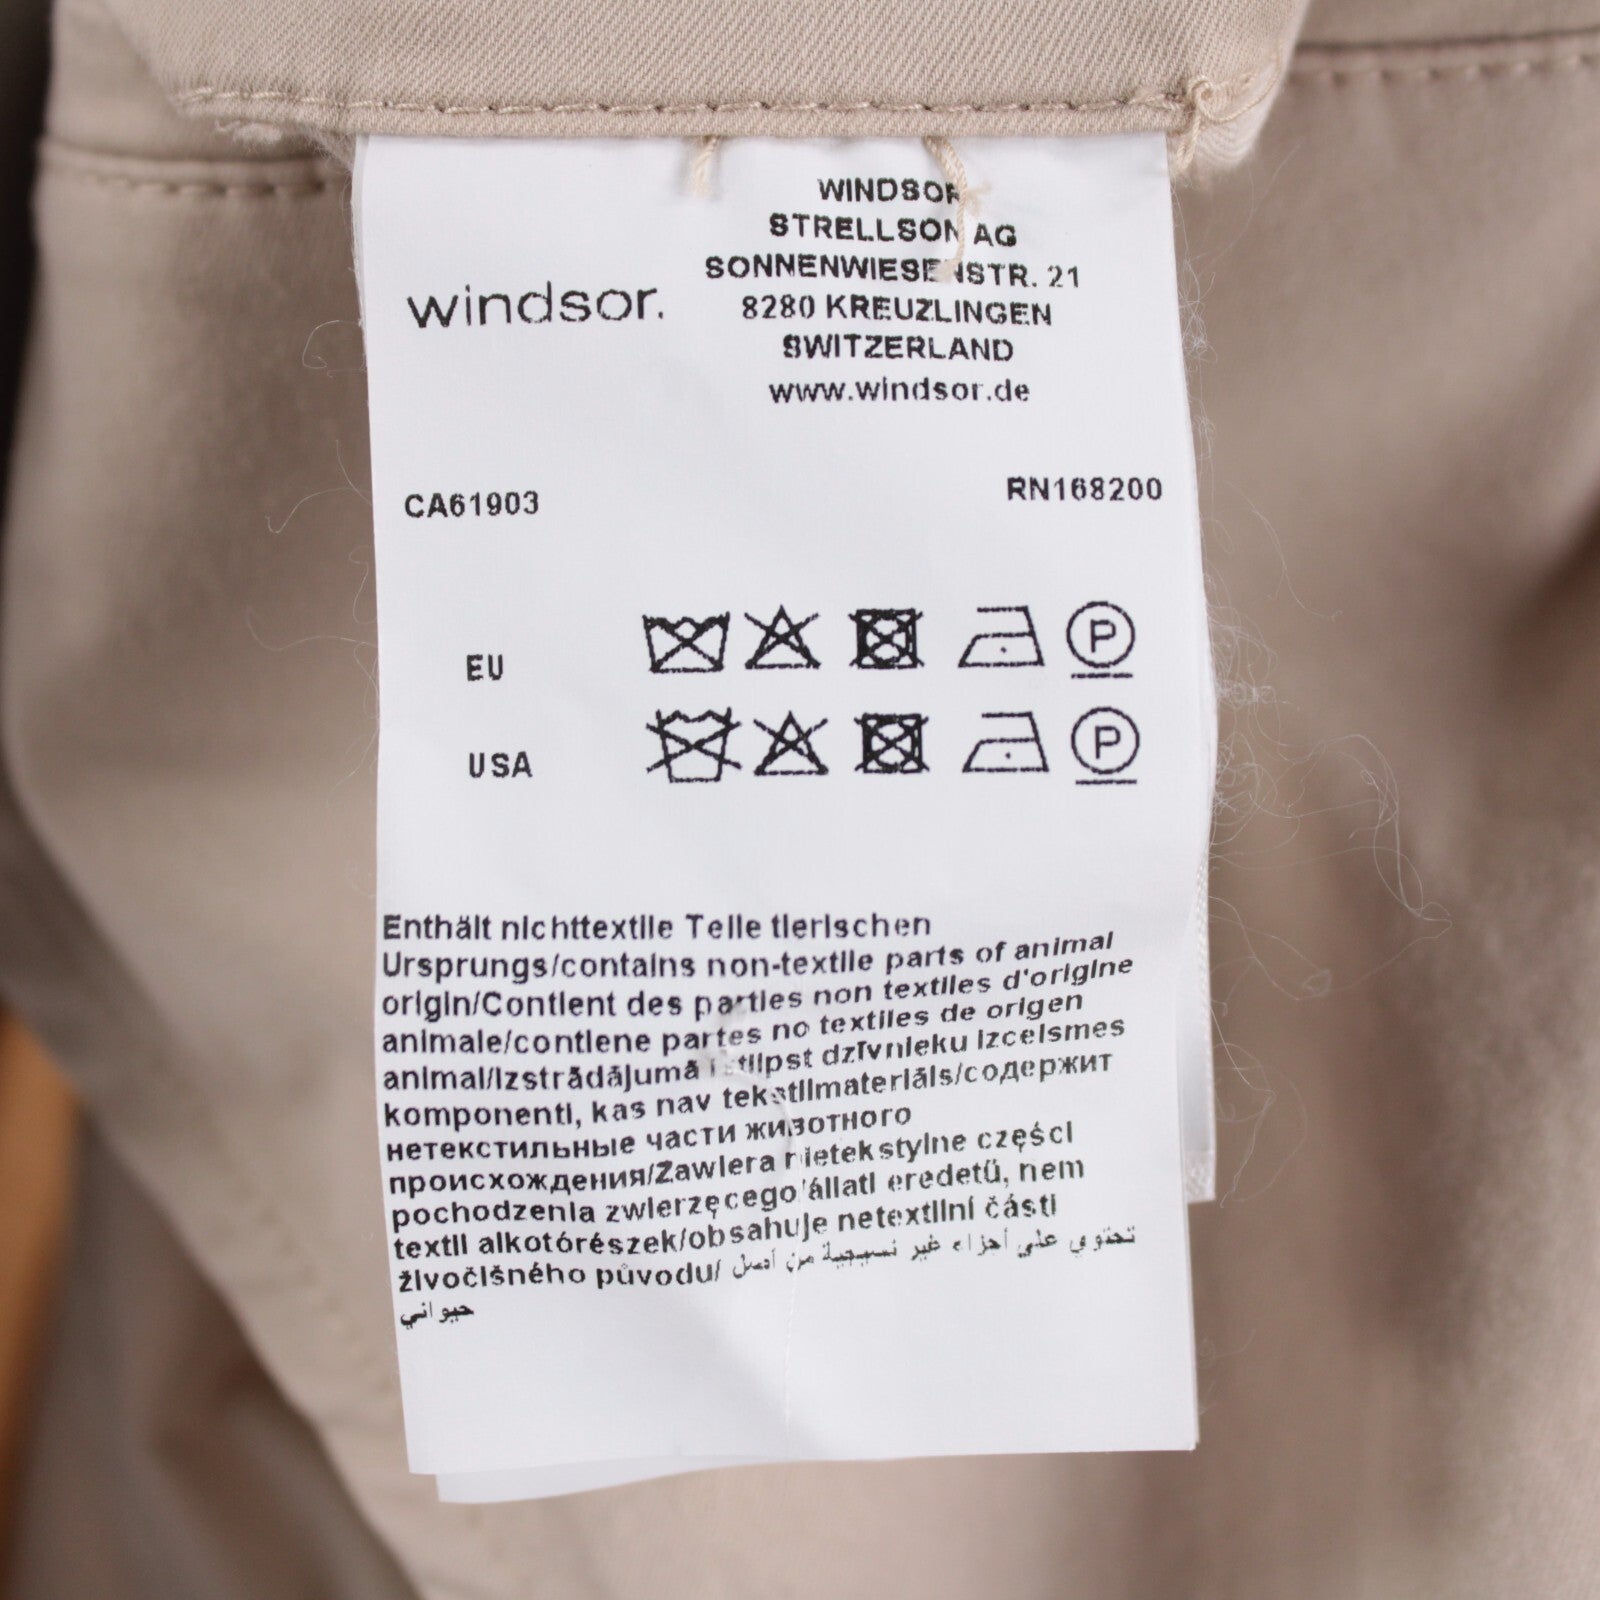 WINDSOR
STRELLSON AG
SONNENWIESENSTR. 21
8280 KREUZLINGEN
SWITZERLAND
www.windsor.de
windsor.
CA61903
RN168200
EU
P
USA
P
Enthält nichttextile Teile tierischen
Ursprungs/contains non-textile parts of animal
origin/Contient des parties non textiles d'origine
animale/contiene partes no textiles de origen
animal/Izstrādājumā ietilpst dzīvnieku izcelsmes
komponenti, kas nav tekstilmateriāls/содержит
нетекстильные части животного
происхождения/Zawiera nietekstylne części
pochodzenia zwierzęcego/állati eredetű, nem
textil alkotórészek/obsahuje netextilní části
živočišného původu/ تحتوي على أجزاء غير نسيجية من أصل
حيواني